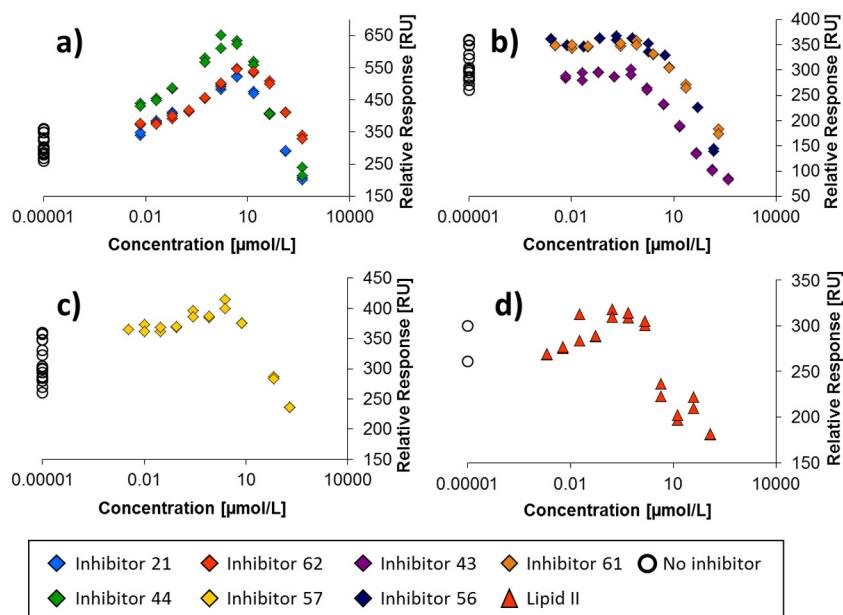 a)
650
550
450
350
250
150
Relative Response [RU]
0.00001
0.01
10
10000
Concentration [µmol/L]
b)
400
350
300
250
200
150
100
50
Relative Response [RU]
0.00001
0.01
10
10000
Concentration [µmol/L]
c)
450
400
350
300
250
200
150
Relative Response [RU]
0.00001
0.01
10
10000
Concentration [µmol/L]
d)
350
300
250
200
150
Relative Response [RU]
0.00001
0.01
10
10000
Concentration [µmol/L]
Inhibitor 21
Inhibitor 62
Inhibitor 43
Inhibitor 61
No inhibitor
Inhibitor 44
Inhibitor 57
Inhibitor 56
Lipid II